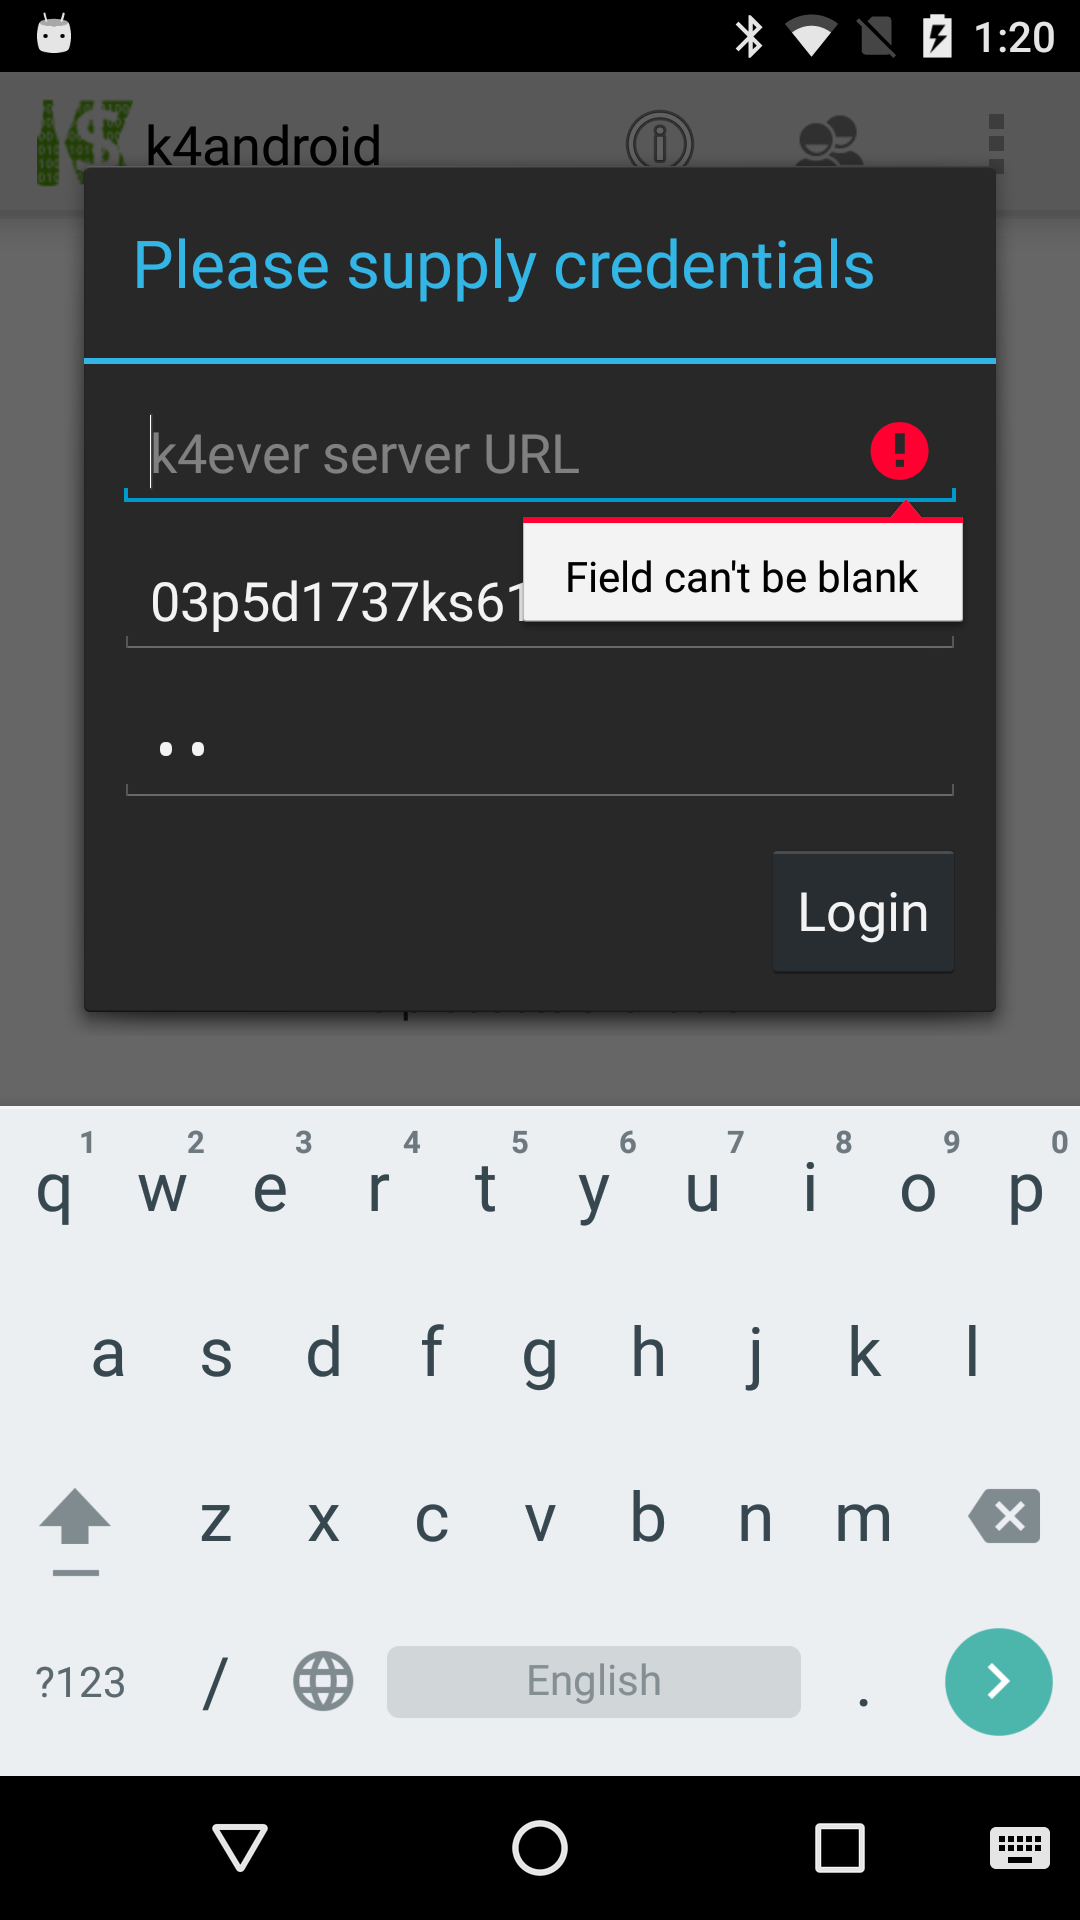 1:20
k4android
Please supply credentials
k4ever server URL
Field can't be blank
03p5d1737ks61
Login
1 2 3 4 5 6 7 8 9 0
q w e r t y u i o p
a s d f g h j k l
z x c v b n m
?123 / English .